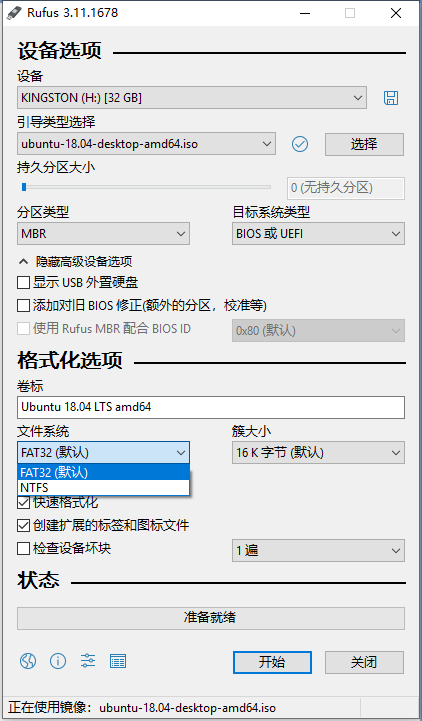 Rufus 3.11.1678
设备选项
设备
KINGSTON (H:) [32 GB]
引导类型选择
ubuntu-18.04-desktop-amd64.iso
选择
持久分区大小
0 (无持久分区)
分区类型
目标系统类型
MBR
BIOS 或 UEFI
隐藏高级设备选项
显示 USB 外置硬盘
添加对旧 BIOS 修正(额外的分区，校准等)
使用 Rufus MBR 配合 BIOS ID
0x80 (默认)
格式化选项
卷标
Ubuntu 18.04 LTS amd64
文件系统
簇大小
FAT32 (默认)
16 K 字节 (默认)
FAT32 (默认)
NTFS
快速格式化
创建扩展的标签和图标文件
检查设备坏块
1 遍
状态
准备就绪
开始
关闭
正在使用镜像：ubuntu-18.04-desktop-amd64.iso